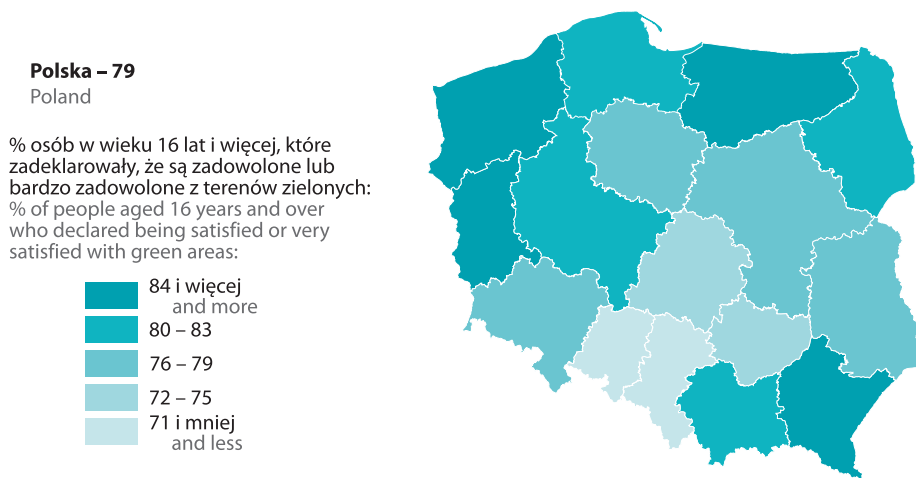 Polska – 79
Poland
% osób w wieku 16 lat i więcej, które
zadeklarowały, że są zadowolone lub
bardzo zadowolone z terenów zielonych:
% of people aged 16 years and over
who declared being satisfied or very
satisfied with green areas:
84 i więcej
and more
80 – 83
76 – 79
72 – 75
71 i mniej
and less